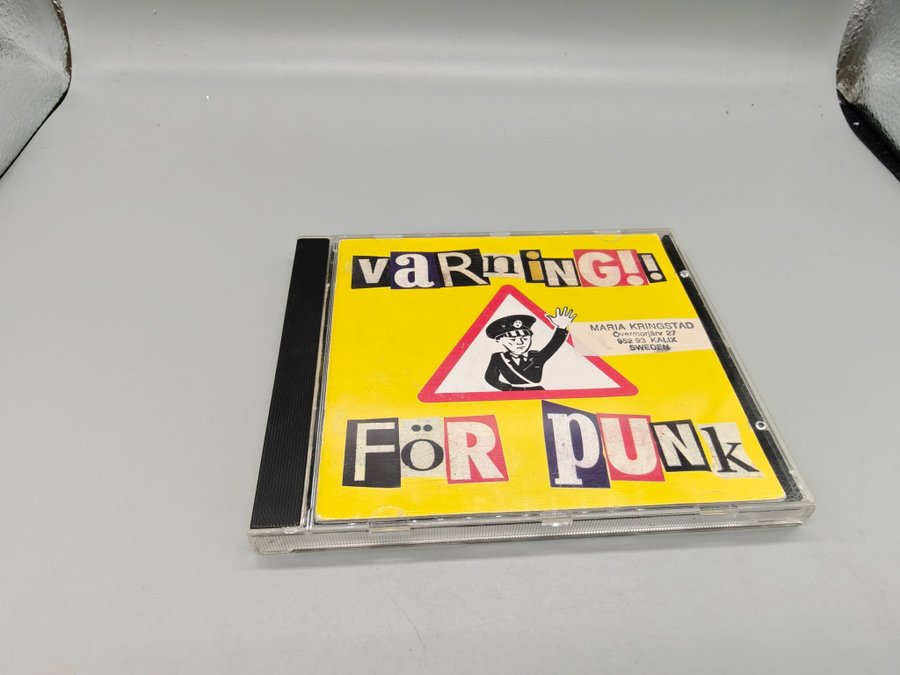 VaRniNG!!
MARIA KRINGSTAD
Övermorjärv 27
952 93 KALIX
SWEDEN
FöR PUNk